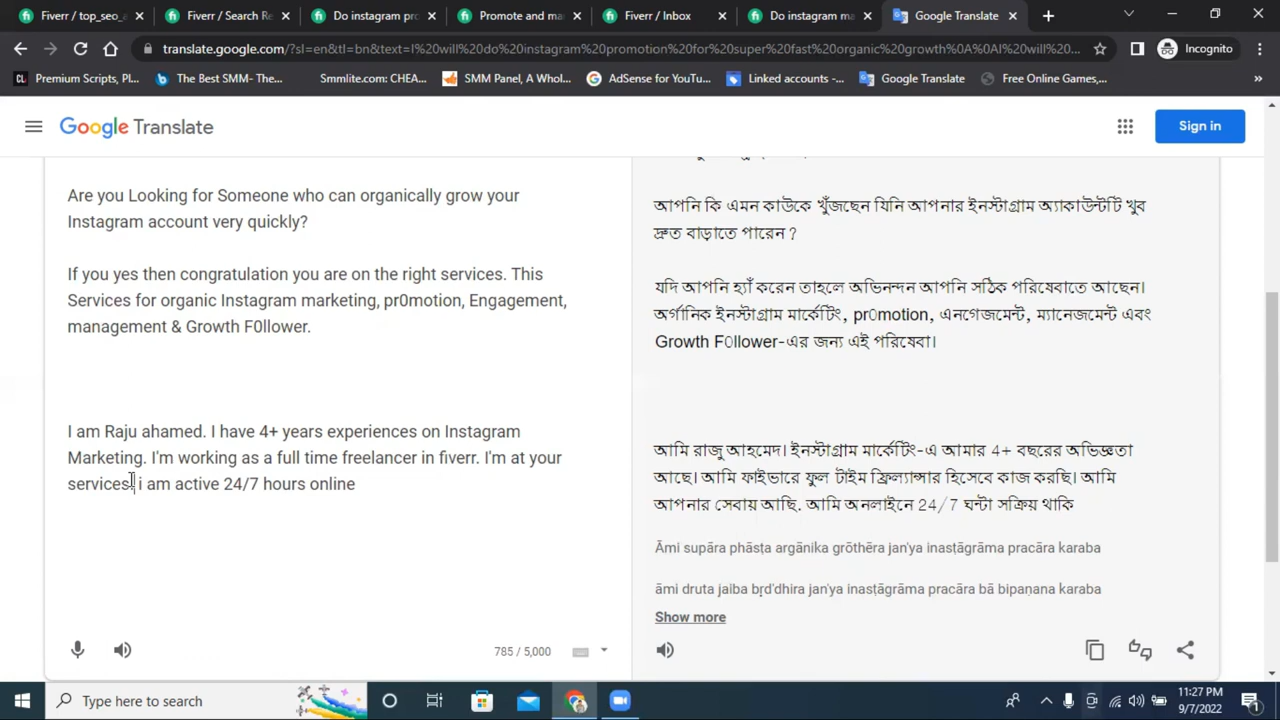 Fiverr / top_seo_a
Fiverr / Search Re
Do instagram pro
Promote and ma
Fiverr / Inbox
Do instagram ma
Google Translate
translate.google.com/?sl=en&tl=bn&text=I%20will%20do%20instagram%20promotion%20for%20super%20fast%20organic%20growth%0A%0AI%20will%20...
Incognito
Premium Scripts, Pl...
The Best SMM- The...
Smmlite.com: CHEA...
SMM Panel, A Whol...
AdSense for YouTu...
Linked accounts -...
Google Translate
Free Online Games,...
Google Translate
Sign in
Are you Looking for Someone who can organically grow your
Instagram account very quickly?
If you yes then congratulation you are on the right services. This
Services for organic Instagram marketing, pr0motion, Engagement,
management & Growth F0llower.
I am Raju ahamed. I have 4+ years experiences on Instagram
Marketing. I'm working as a full time freelancer in fiverr. I'm at your
services. i am active 24/7 hours online
785 / 5,000
আপনি কি এমন কাউকে খুঁজছেন যিনি আপনার ইনস্টাগ্রাম অ্যাকাউন্টটি খুব
দ্রুত বাড়াতে পারেন ?
যদি আপনি হ্যাঁ করেন তাহলে অভিনন্দন আপনি সঠিক পরিষেবাতে আছেন।
অর্গানিক ইনস্টাগ্রাম মার্কেটিং, pr0motion, এনগেজমেন্ট, ম্যানেজমেন্ট এবং
Growth F0llower-এর জন্য এই পরিষেবা।
আমি রাজু আহমেদ। ইনস্টাগ্রাম মার্কেটিং-এ আমার 4+ বছরের অভিজ্ঞতা
আছে। আমি ফাইভারে ফুল টাইম ফ্রিল্যান্সার হিসেবে কাজ করছি। আমি
আপনার সেবায় আছি. আমি অনলাইনে 24/7 ঘন্টা সক্রিয় থাকি
Āmi supāra phāsṭa argānika grōthēra jan'ya inasṭāgrāma pracāra karaba
āmi druta jaiba br̥d'dhira jan'ya inasṭāgrāma pracāra bā bipaṇana karaba
Show more
Type here to search
11:27 PM
9/7/2022